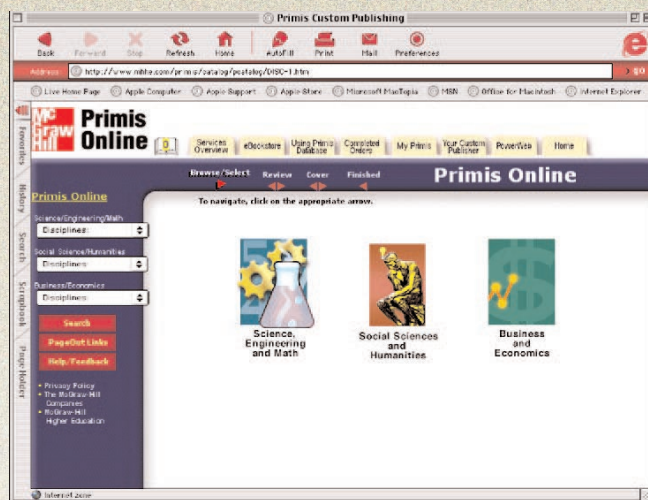 Primis Custom Publishing
Back Forward Stop Refresh Home AutoFill Print Mail Preferences
Address http://www.mhhe.com/primis/catalog/pcatalog/DISC-1.htm go
Live Home Page Apple Computer Apple Support Apple Store Microsoft MacTopia MSN Office for Macintosh Internet Explorer
Favorites
History
Search
Scrapbook
Page Holder
Mc
Graw
Hill
Primis
Online
0
Services
Overview
eBookstore
Using Primis
Database
Completed
Orders
My Primis
Your Custom
Publisher
PowerWeb
Home
Browse/Select Review Cover Finished
Primis Online
To navigate, click on the appropriate arrow.
Primis Online
Science/Engineering/Math
Disciplines:
Social Science/Humanities
Disciplines:
Business/Economics
Disciplines:
Search
PageOut Links
Help/Feedback
• Privacy Policy
• The McGraw-Hill
Companies
• McGraw-Hill
Higher Education
Science,
Engineering
and Math
Social Sciences
and
Humanities
Business
and
Economics
Internet zone